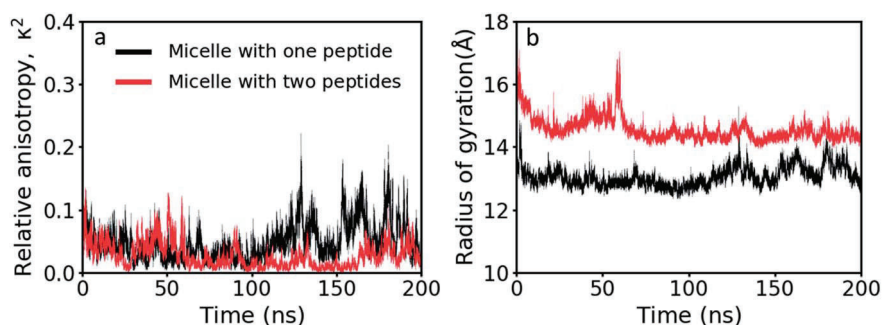 a
Micelle with one peptide
Micelle with two peptides
Relative anisotropy, κ²
0.4
0.3
0.2
0.1
0.0
0 50 100 150 200
Time (ns)
b
Radius of gyration(Å)
18
16
14
12
10
0 50 100 150 200
Time (ns)